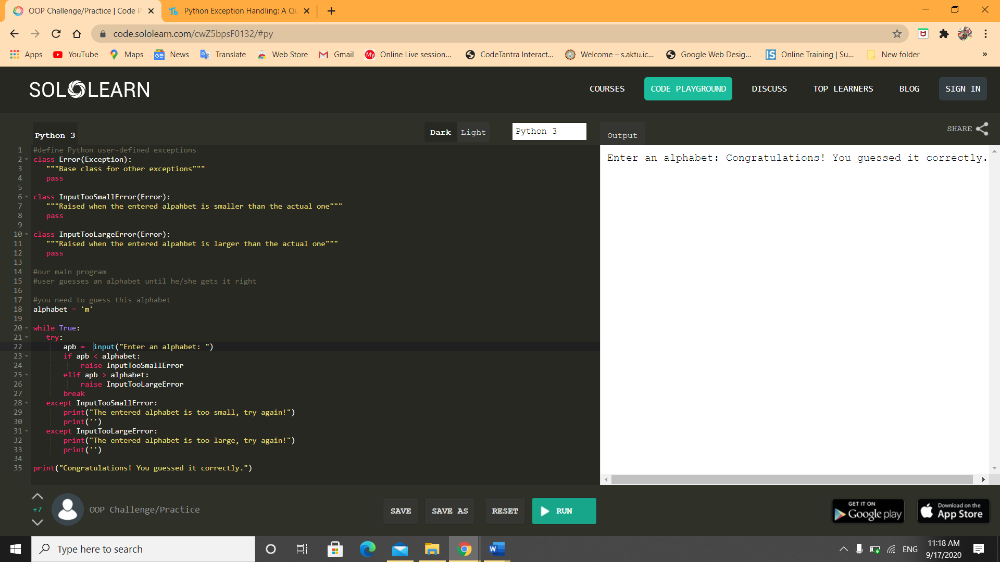 OOP Challenge/Practice | Code P
Python Exception Handling: A Qu
code.sololearn.com/cwZ5bpsF0132/#py
Apps YouTube Maps News Translate Web Store Gmail Online Live session... CodeTantra Interact... Welcome – s.aktu.ic... Google Web Desig... Online Training | Su... New folder »
SOLOLEARN
COURSES CODE PLAYGROUND DISCUSS TOP LEARNERS BLOG SIGN IN
Python 3 Dark Light Python 3 Output SHARE
1 #define Python user-defined exceptions
2 class Error(Exception):
3 """Base class for other exceptions"""
4 pass
5
6 class InputTooSmallError(Error):
7 """Raised when the entered alpahbet is smaller than the actual one"""
8 pass
9
10 class InputTooLargeError(Error):
11 """Raised when the entered alpahbet is larger than the actual one"""
12 pass
13
14 #our main program
15 #user guesses an alphabet until he/she gets it right
16
17 #you need to guess this alphabet
18 alphabet = 'm'
19
20 while True:
21 try:
22 apb = input("Enter an alphabet: ")
23 if apb < alphabet:
24 raise InputTooSmallError
25 elif apb > alphabet:
26 raise InputTooLargeError
27 break
28 except InputTooSmallError:
29 print("The entered alphabet is too small, try again!")
30 print('')
31 except InputTooLargeError:
32 print("The entered alphabet is too large, try again!")
33 print('')
34
35 print("Congratulations! You guessed it correctly.")
Enter an alphabet: Congratulations! You guessed it correctly.
+7 OOP Challenge/Practice SAVE SAVE AS RESET RUN
GET IT ON
Google play
Download on the
App Store
Type here to search
ENG
11:18 AM
9/17/2020